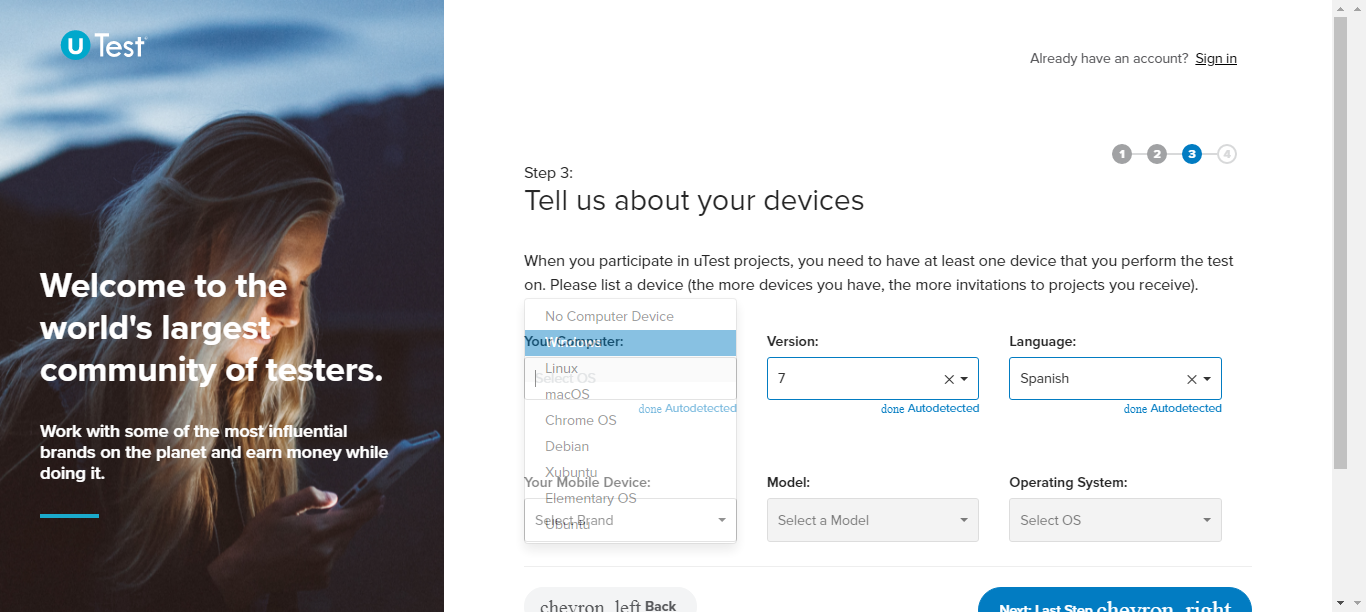 U Test
Already have an account? Sign in
1 2 3 4
Step 3:
Tell us about your devices
When you participate in uTest projects, you need to have at least one device that you perform the test
on. Please list a device (the more devices you have, the more invitations to projects you receive).
Welcome to the
world's largest
community of testers.
Work with some of the most influential
brands on the planet and earn money while
doing it.
No Computer Device
Your Computer:
Windows
Linux
Select OS
macOS
done Autodetected
Chrome OS
Debian
Xubuntu
Your Mobile Device:
Elementary OS
Select Brand
Ubuntu
Version:
7
done Autodetected
Language:
Spanish
done Autodetected
Model:
Select a Model
Operating System:
Select OS
chevron_left Back
Next: Last Step chevron_right